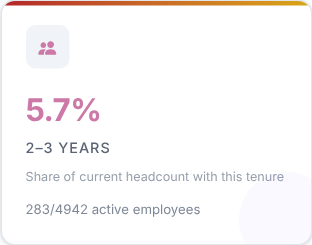 5.7%
2–3 YEARS
Share of current headcount with this tenure
283/4942 active employees